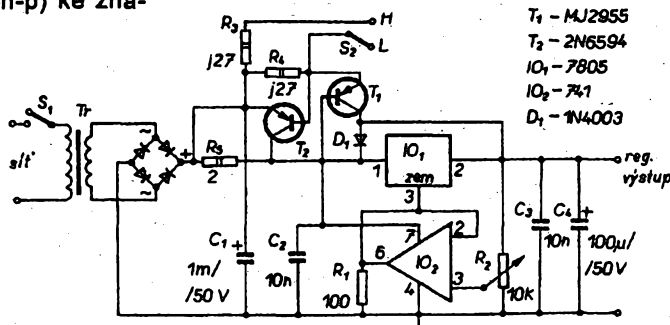 n-p) ke zna-
T1 - MJ2955
T2 - 2N6594
IO1 - 7805
IO2 - 741
D1 - 1N4003
R3
j27
H
S2
L
R4
j27
T1
S1
Tr
T2
D1
IO1
zem
1
2
3
reg.
výstup
~
+
R5
2
~
C1 +
1m/
/50 V
C2
10n
7
2
6
IO2
3
4
R1
100
R2
10k
C3
10n
C4 +
100µ/
/50V